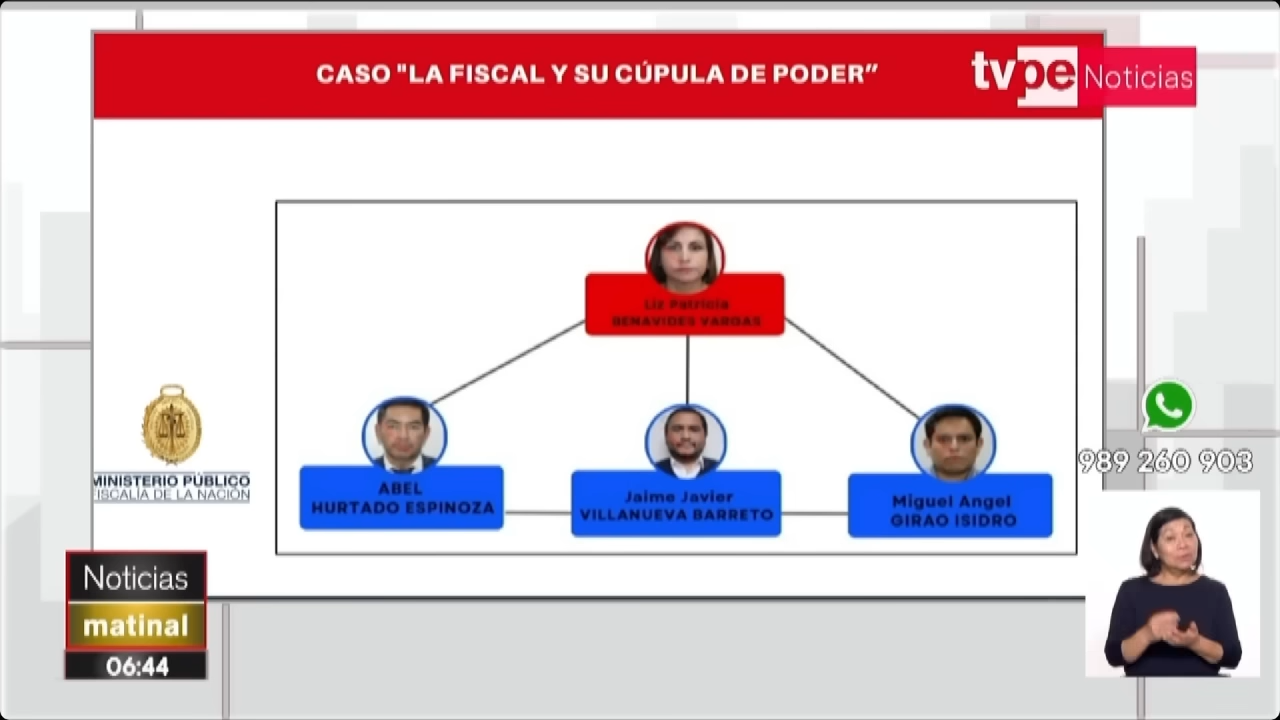 CASO "LA FISCAL Y SU CÚPULA DE PODER”
tvpe Noticias
Liz Patricia
BENAVIDES VARGAS
ABEL
HURTADO ESPINOZA
Jaime Javier
VILLANUEVA BARRETO
Miguel Angel
GIRAO ISIDRO
MINISTERIO PÚBLICO
FISCALÍA DE LA NACIÓN
989 260 903
Noticias
matinal
06:44